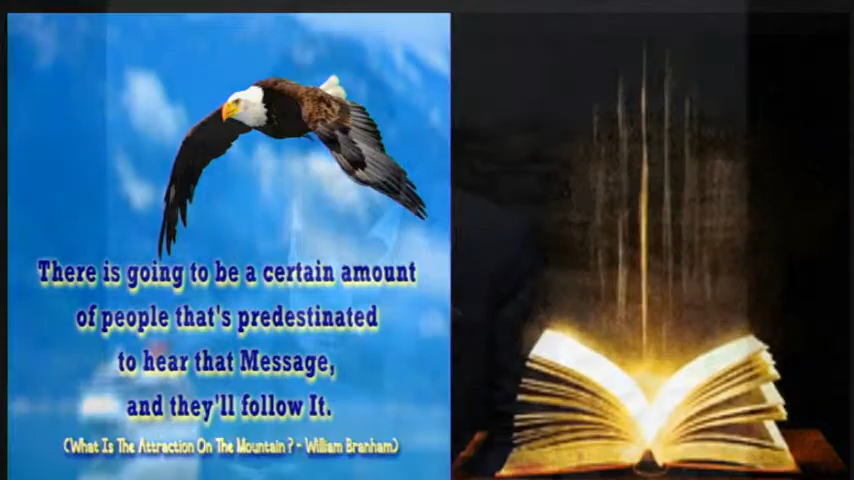 There is going to be a certain amount
of people that's predestinated
to hear that Message,
and they'll follow It.
(What Is The Attraction On The Mountain ? - William Branham)